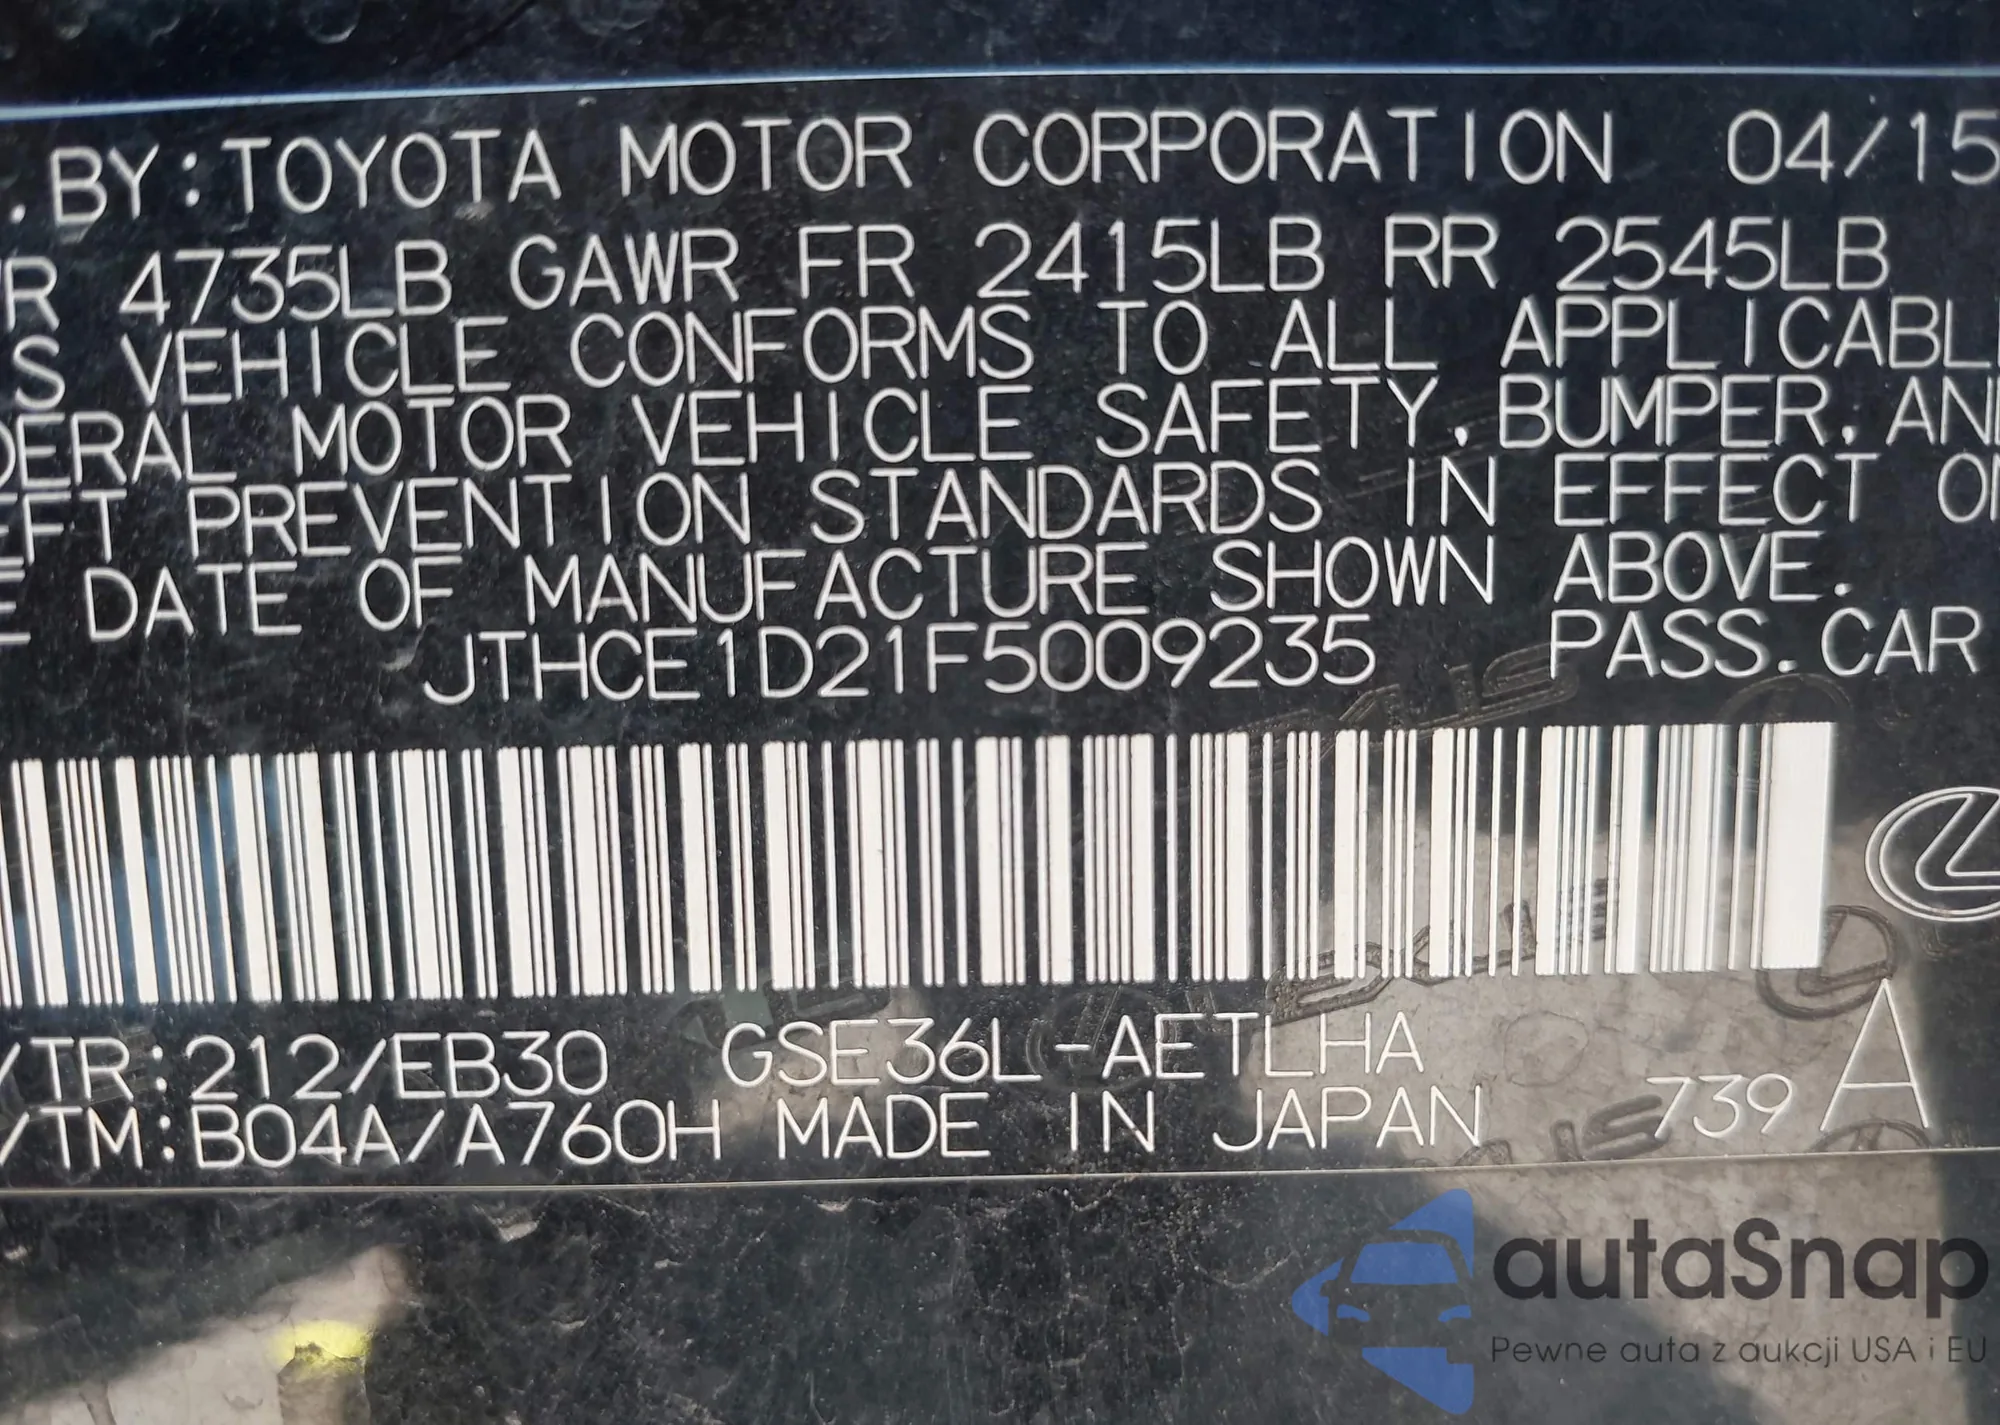 . BY:TOYOTA MOTOR CORPORATION 04/15
R 4735LB GAWR FR 2415LB RR 2545LB
S VEHICLE CONFORMS TO ALL APPLICABL
DERAL MOTOR VEHICLE SAFETY, BUMPER, AND
EFT PREVENTION STANDARDS IN EFFECT ON
E DATE OF MANUFACTURE SHOWN ABOVE.
JTHCE1D21F5009235 PASS.CAR
/TR:212/EB30 GSE36L-AETLHA
/TM:B04A/A760H MADE IN JAPAN 739 A
autaSnap
Pewne auta z aukcji USA i EU